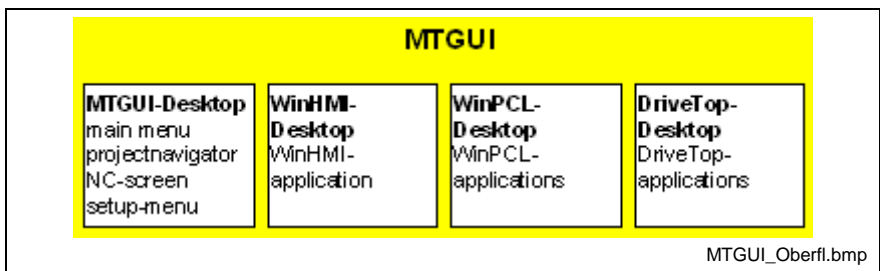 MTGUI
MTGUI-Desktop
main menu
projectnavigator
NC-screen
setup-menu
WinHMI-
Desktop
WinHMI-
application
WinPCL-
Desktop
WinPCL-
applications
DriveTop-
Desktop
DriveTop-
applications
MTGUI_Oberfl.bmp